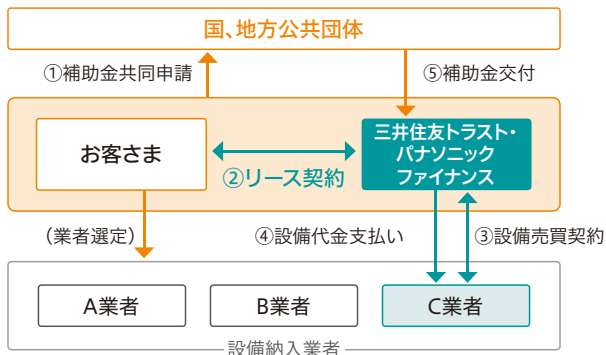 国、地方公共団体
①補助金共同申請
⑤補助金交付
お客さま
②リース契約
三井住友トラスト・
パナソニック
ファイナンス
(業者選定)
④設備代金支払い
③設備売買契約
A業者
B業者
C業者
設備納入業者